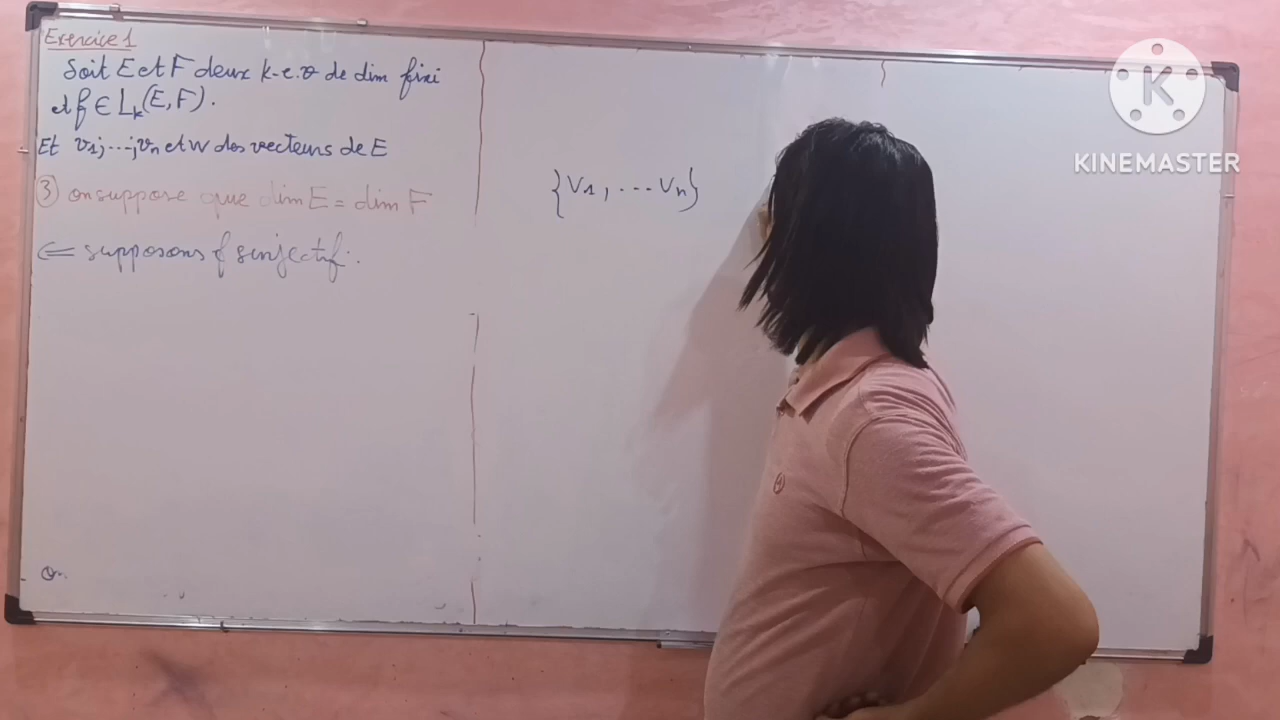 Exercice 1
Soit E et F deux k-e.v de dim fini
et f ∈ L_k(E, F).
Et v1; ...; vn et w des vecteurs de E
③ on suppose que dim E = dim F
⇐ supposons f surjectif.
{v1, ... vn}
K
KINEMASTER